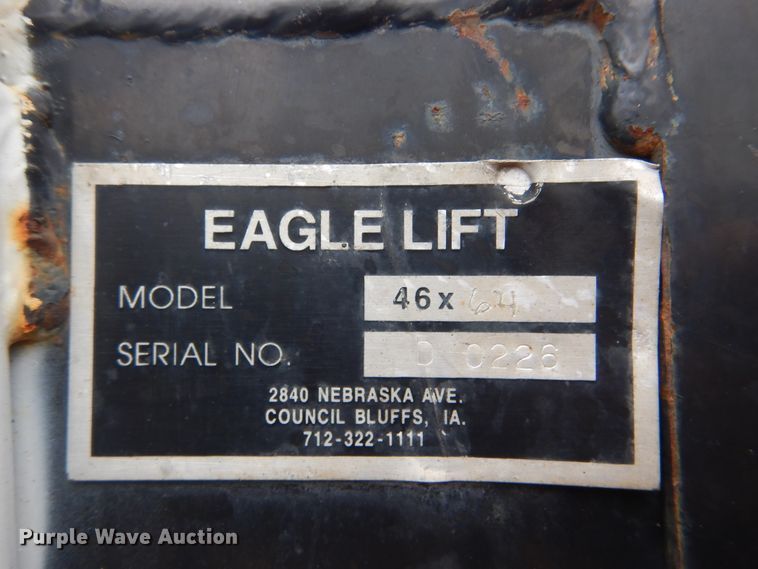 EAGLE LIFT
MODEL 46 x 64
SERIAL NO. D 0226
2840 NEBRASKA AVE.
COUNCIL BLUFFS, IA.
712-322-1111
Purple Wave Auction